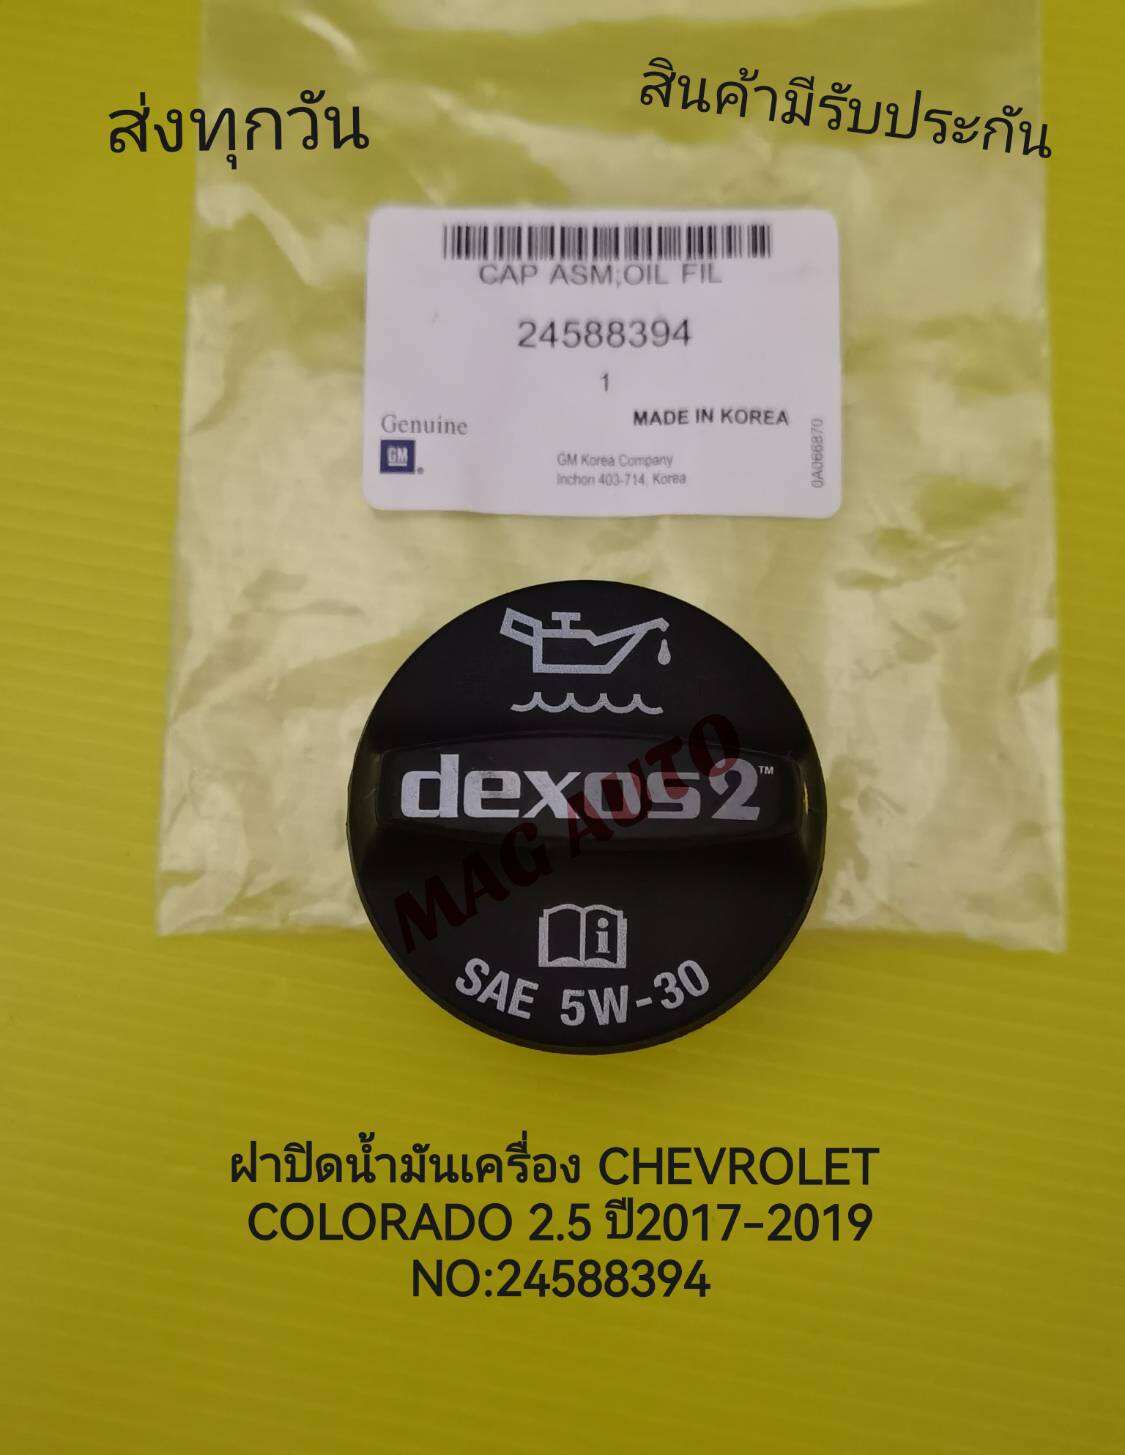 ส่งทุกวัน
สินค้ามีรับประกัน
CAP ASM;OIL FIL
24588394
1
MADE IN KOREA
Genuine
GM
GM Korea Company
Inchon 403-714, Korea
0A066870
dexos2™
MAG AUTO
SAE 5W-30
ฝาปิดน้ำมันเครื่อง CHEVROLET
COLORADO 2.5 ปี2017-2019
NO:24588394